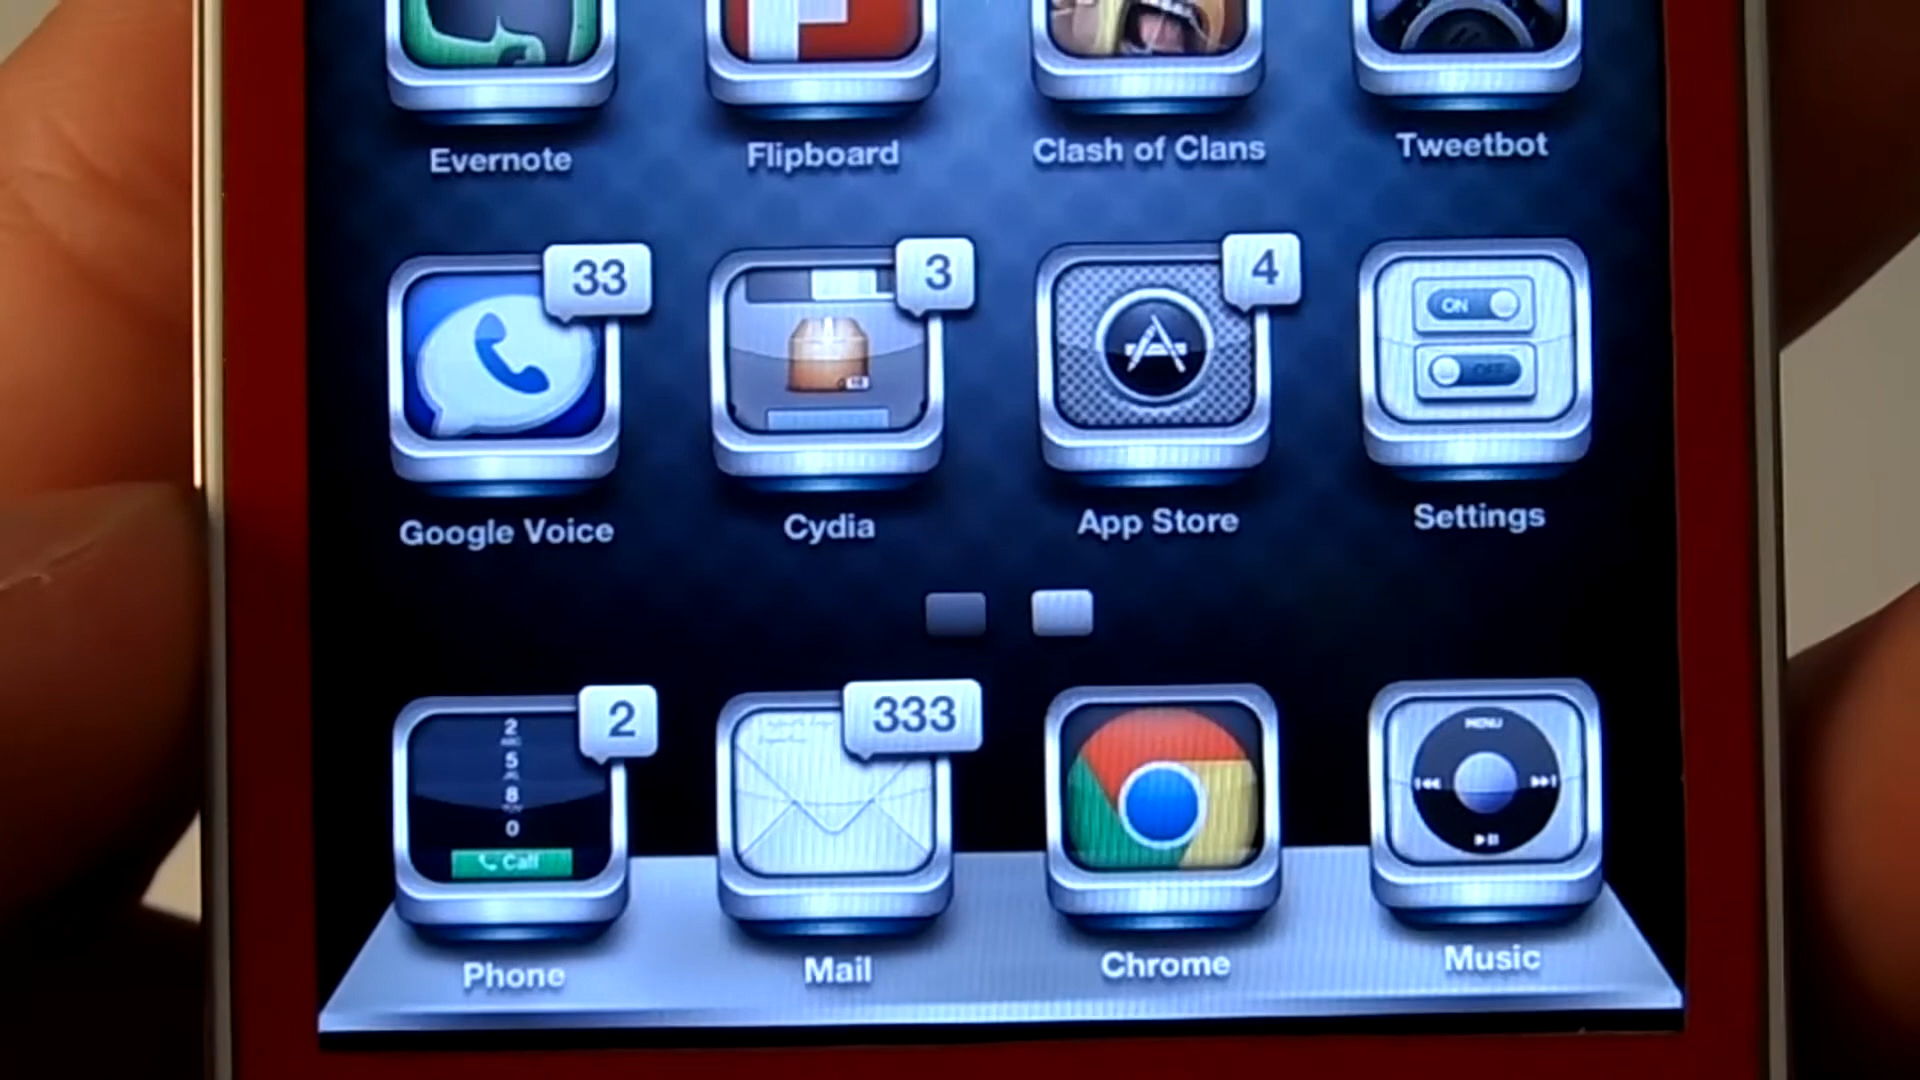 Evernote
Flipboard
Clash of Clans
Tweetbot
33
3
4
ON
OFF
Google Voice
Cydia
App Store
Settings
2
333
2
5
8
0
Call
MENU
Phone
Mail
Chrome
Music